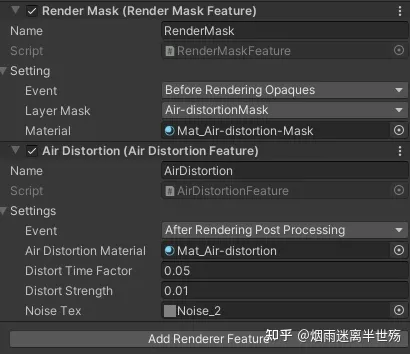 Render Mask (Render Mask Feature)
Name RenderMask
Script RenderMaskFeature
Setting
Event Before Rendering Opaques
Layer Mask Air-distortionMask
Material Mat_Air-distortion-Mask
Air Distortion (Air Distortion Feature)
Name AirDistortion
Script AirDistortionFeature
Settings
Event After Rendering Post Processing
Air Distortion Material Mat_Air-distortion
Distort Time Factor 0.05
Distort Strength 0.01
Noise Tex Noise_2
Add Renderer Feature
知乎 @烟雨迷离半世殇